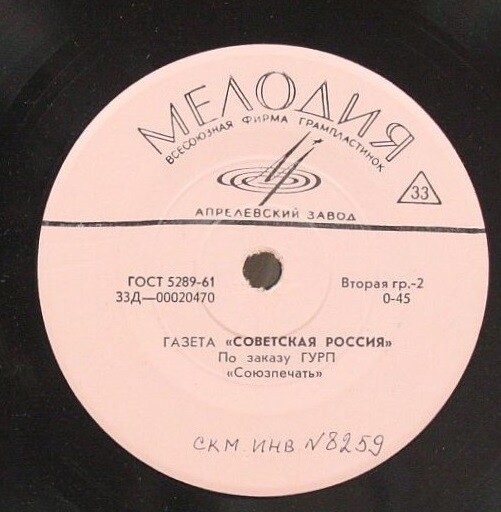 МЕЛОДИЯ
ВСЕСОЮЗНАЯ ФИРМА ГРАМПЛАСТИНОК
33
АПРЕЛЕВСКИЙ ЗАВОД
ГОСТ 5289-61
33Д—00020470
Вторая гр.-2
0-45
ГАЗЕТА «СОВЕТСКАЯ РОССИЯ»
По заказу ГУРП
«Союзпечать»
СКМ. ИНВ. N8259